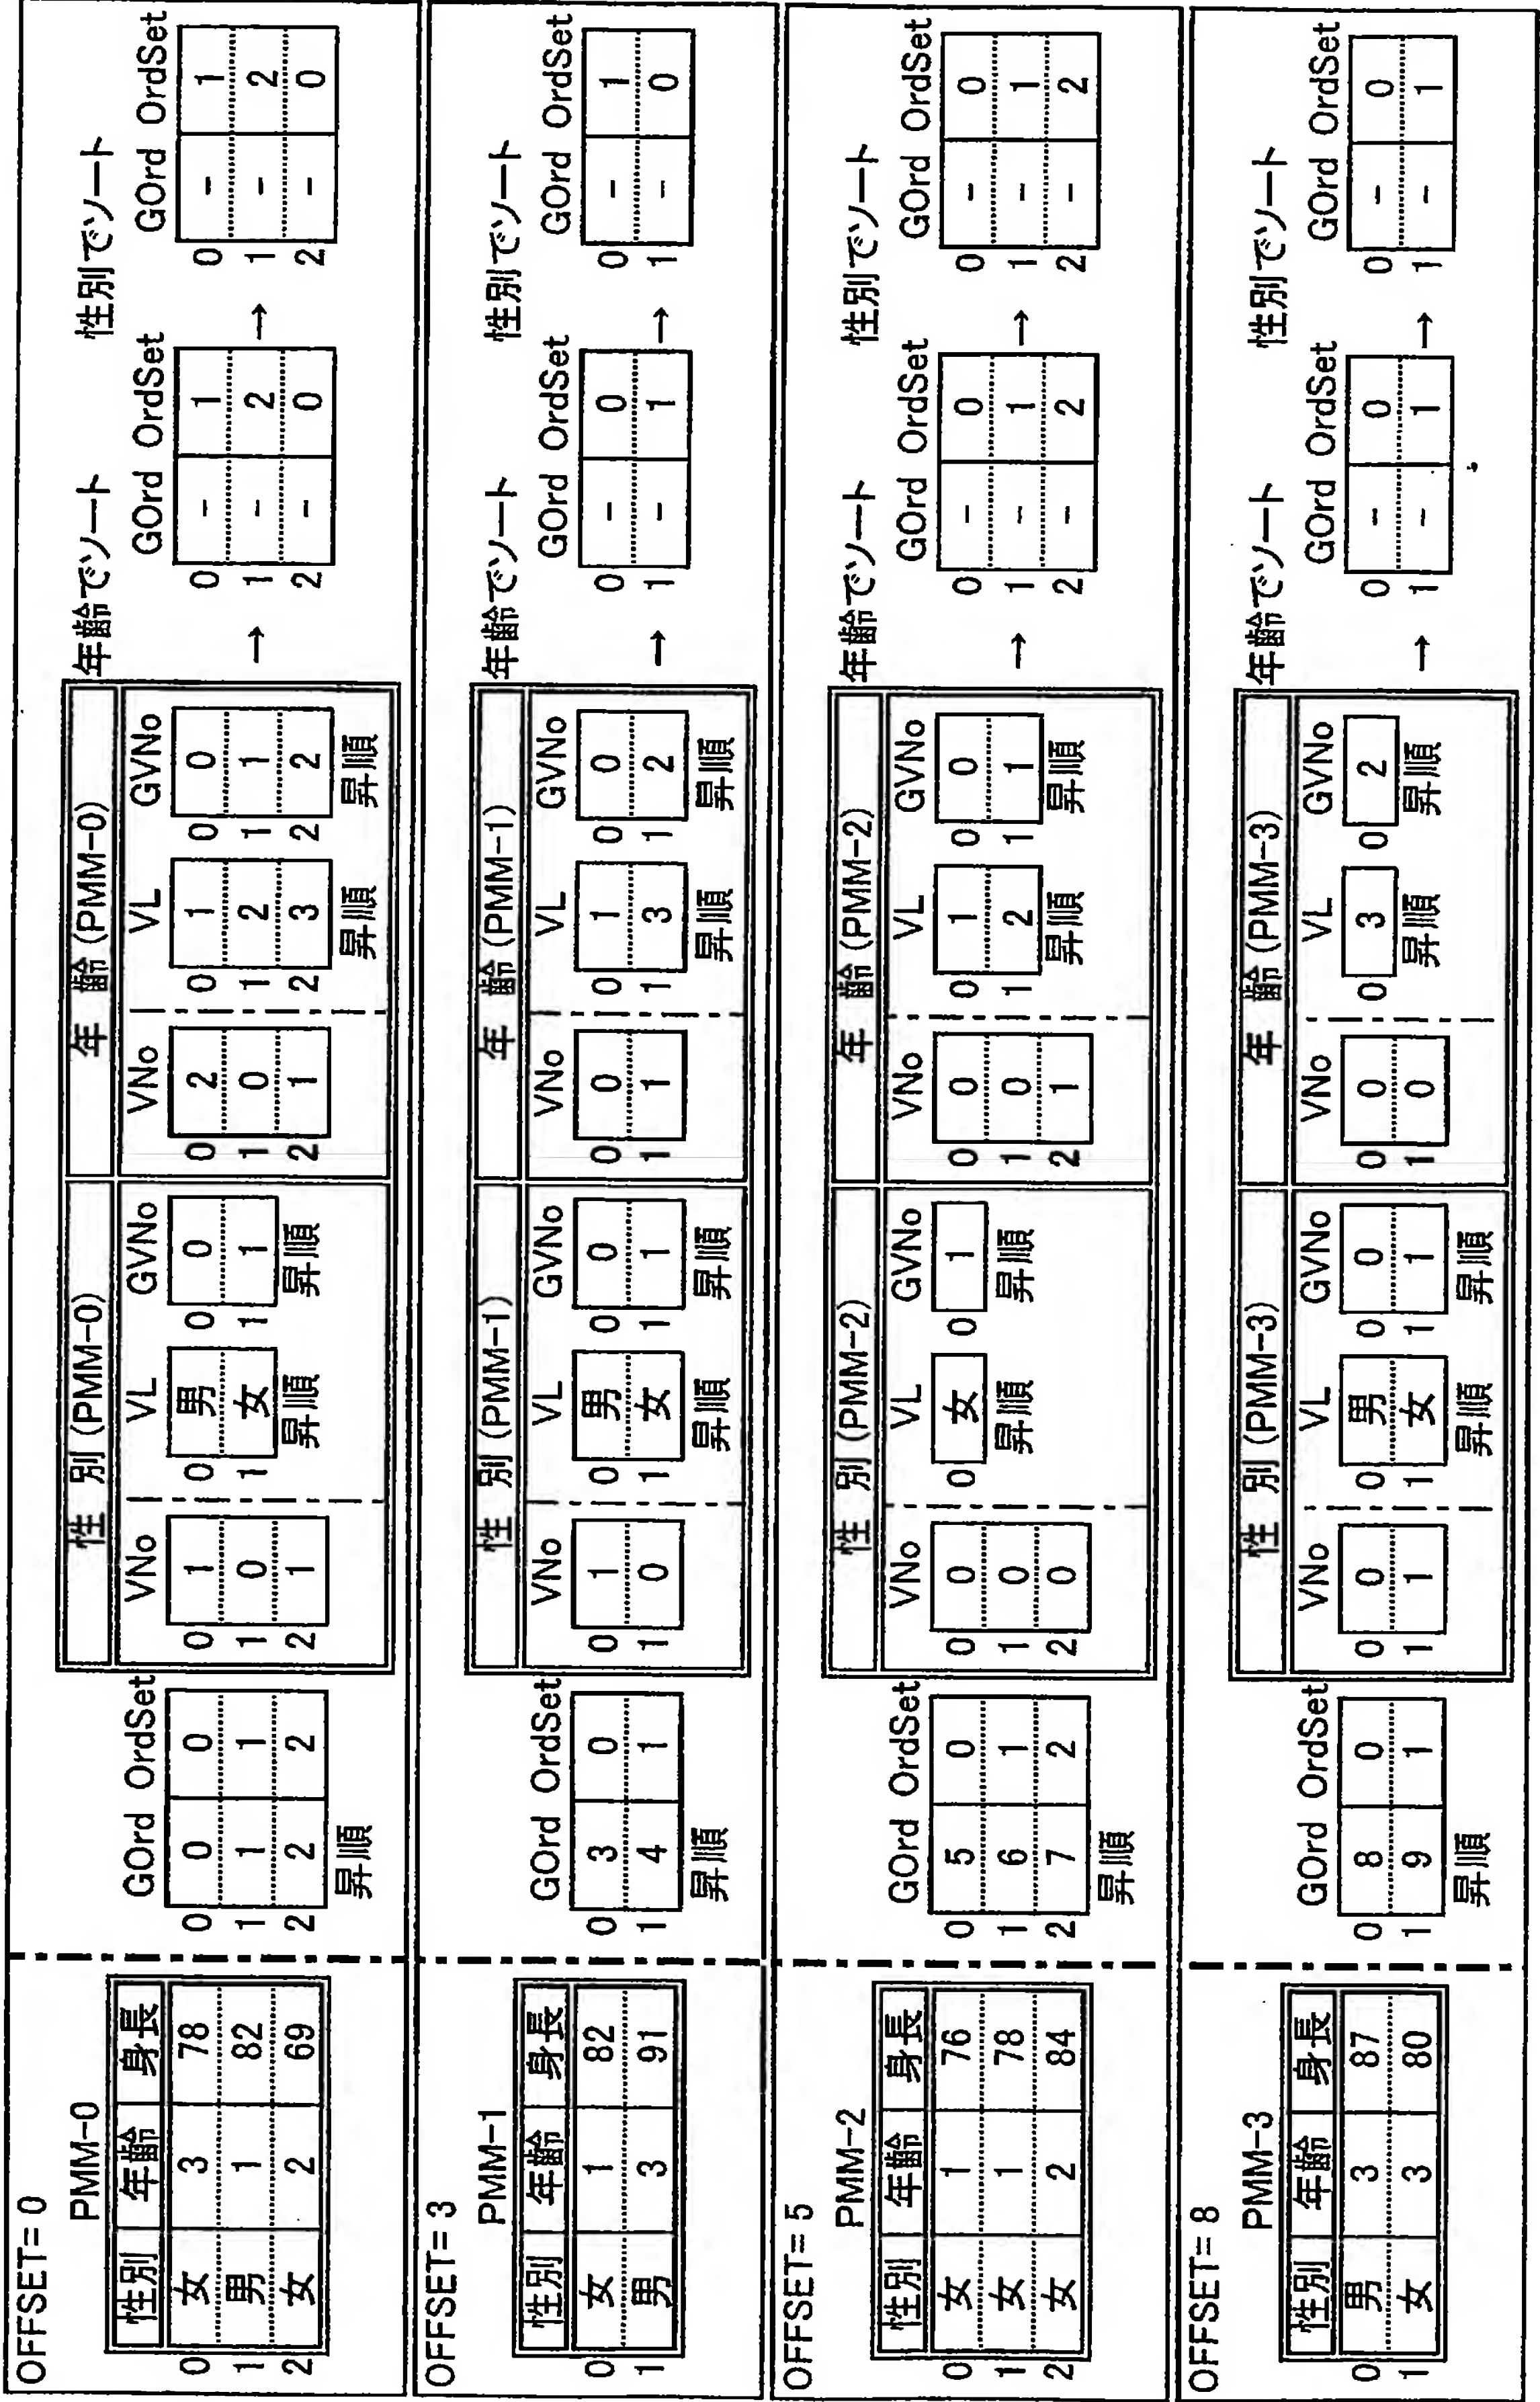 OFFSET= 0
PMM-0 性 別 (PMM-0) 年 齢 (PMM-0) 年齢でソート 性別でソート
性別 年齢 身長 GOrd OrdSet VNo VL GVNo VNo VL GVNo GOrd OrdSet GOrd OrdSet
0 女 3 78 0 0 0 0 1 0 男 0 0 0 2 0 1 0 0 0 - 1 0 - 1
1 男 1 82 1 1 1 1 0 1 女 1 1 1 0 1 2 1 1 → 1 - 2 → 1 - 2
2 女 2 69 2 2 2 2 1 昇順 昇順 2 1 2 3 2 2 2 - 0 2 - 0
昇順 昇順 昇順
OFFSET= 3
PMM-1 性 別 (PMM-1) 年 齢 (PMM-1) 年齢でソート 性別でソート
性別 年齢 身長 GOrd OrdSet VNo VL GVNo VNo VL GVNo GOrd OrdSet GOrd OrdSet
0 女 1 82 0 3 0 0 1 0 男 0 0 0 0 0 1 0 0 0 - 0 0 - 1
1 男 3 91 1 4 1 1 0 1 女 1 1 1 1 1 3 1 2 → 1 - 1 → 1 - 0
昇順 昇順 昇順 昇順 昇順
OFFSET= 5
PMM-2 性 別 (PMM-2) 年 齢 (PMM-2) 年齢でソート 性別でソート
性別 年齢 身長 GOrd OrdSet VNo VL GVNo VNo VL GVNo GOrd OrdSet GOrd OrdSet
0 女 1 76 0 5 0 0 0 0 女 0 1 0 0 0 1 0 0 0 - 0 0 - 0
1 女 1 78 1 6 1 1 0 昇順 昇順 1 0 1 2 1 1 → 1 - 1 → 1 - 1
2 女 2 84 2 7 2 2 0 2 1 昇順 昇順 2 - 2 2 - 2
昇順
OFFSET= 8
PMM-3 性 別 (PMM-3) 年 齢 (PMM-3) 年齢でソート 性別でソート
性別 年齢 身長 GOrd OrdSet VNo VL GVNo VNo VL GVNo GOrd OrdSet GOrd OrdSet
0 男 3 87 0 8 0 0 0 0 男 0 0 0 0 0 3 0 2 0 - 0 0 - 0
1 女 3 80 1 9 1 1 1 1 女 1 1 1 0 昇順 昇順 → 1 - 1 → 1 - 1
昇順 昇順 昇順